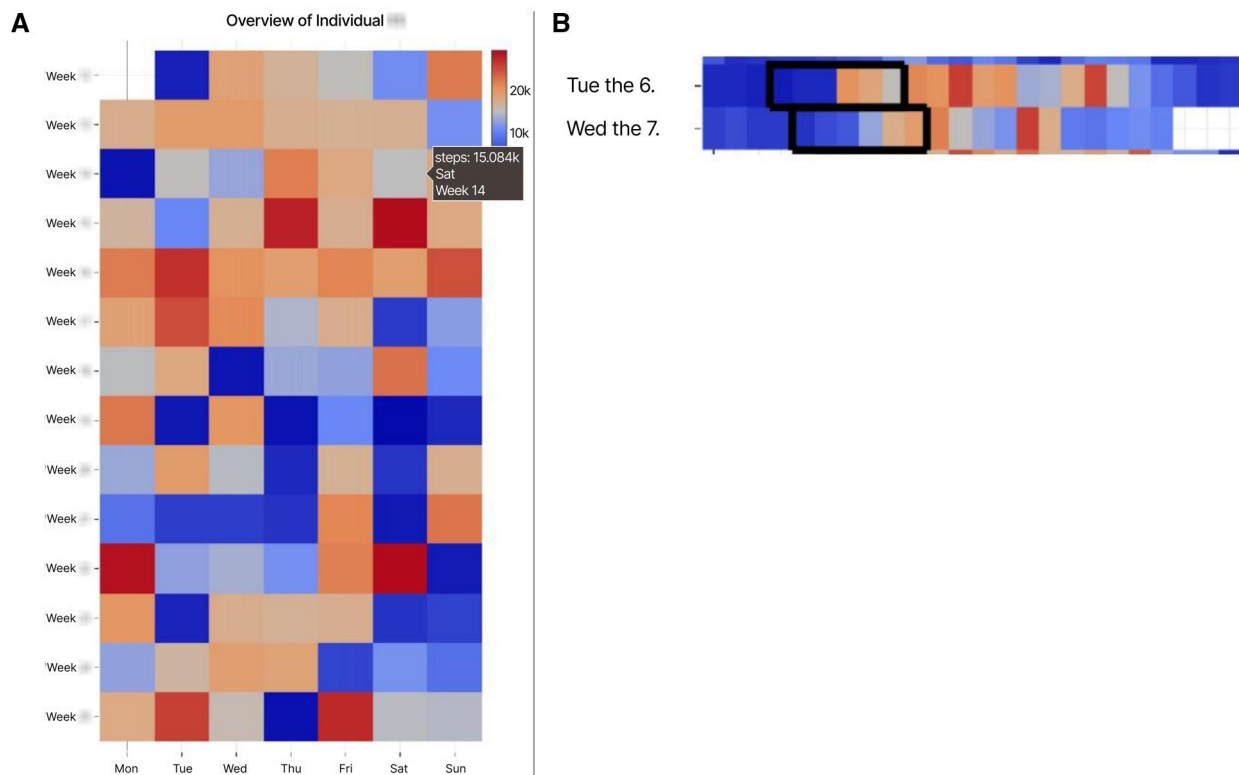 A
B
Overview of Individual
Week
20k
Week
10k
Week
steps: 15.084k
Sat
Week 14
Week
Week
Week
Week
Week
Week
Week
Week
Week
Week
Week
Mon Tue Wed Thu Fri Sat Sun
Tue the 6.
Wed the 7.